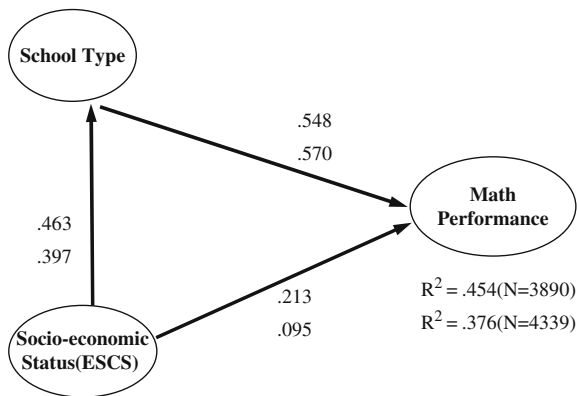 School Type
.548
.570
Math
Performance
.463
.397
.213
.095
R² = .454(N=3890)
R² = .376(N=4339)
Socio-economic
Status(ESCS)